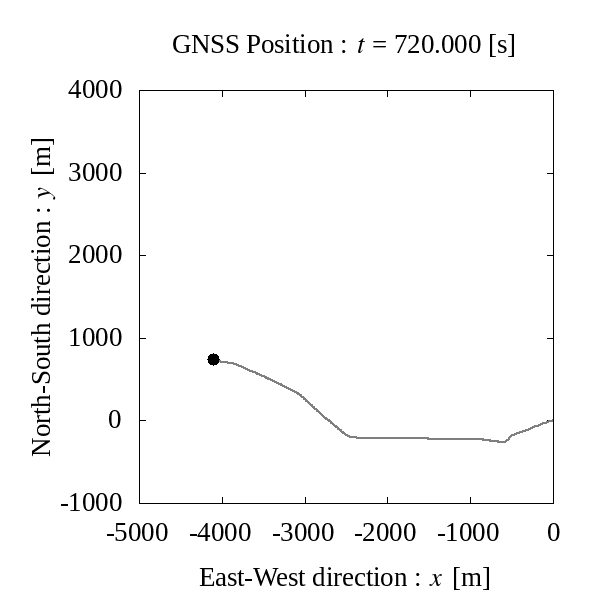 GNSS Position : t = 720.000 [s]
4000
3000
2000
1000
0
-1000
North-South direction : y [m]
-5000 -4000 -3000 -2000 -1000 0
East-West direction : x [m]